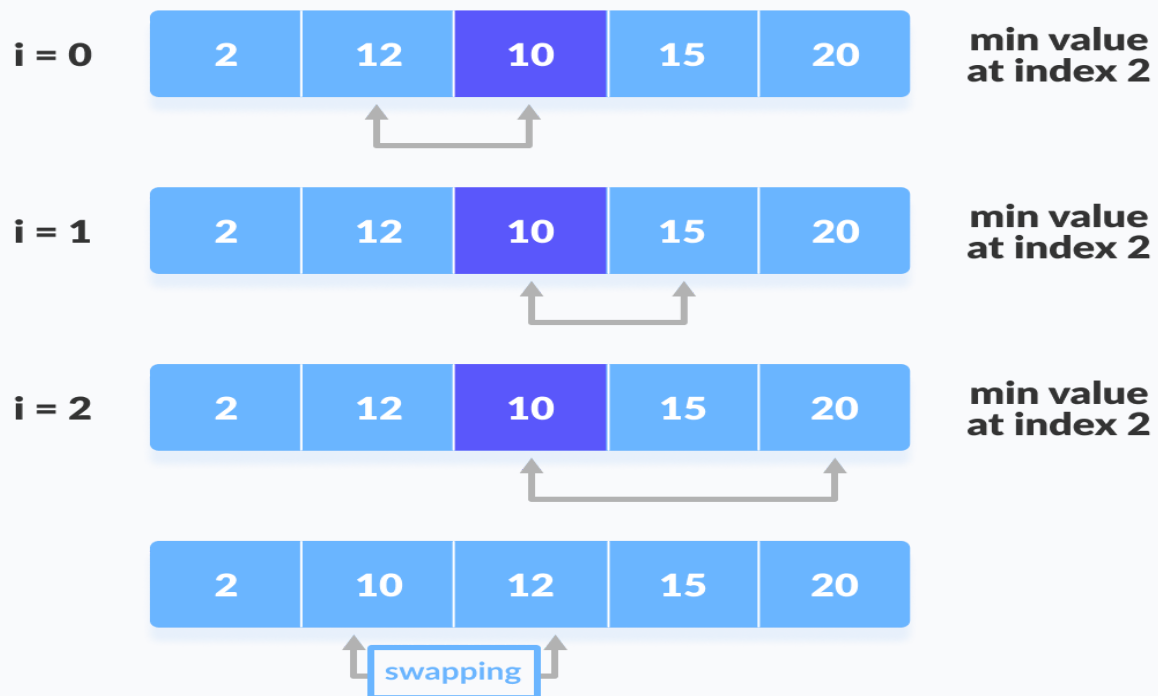 i = 0 2 12 10 15 20 min value
at index 2
i = 1 2 12 10 15 20 min value
at index 2
i = 2 2 12 10 15 20 min value
at index 2
2 10 12 15 20
swapping